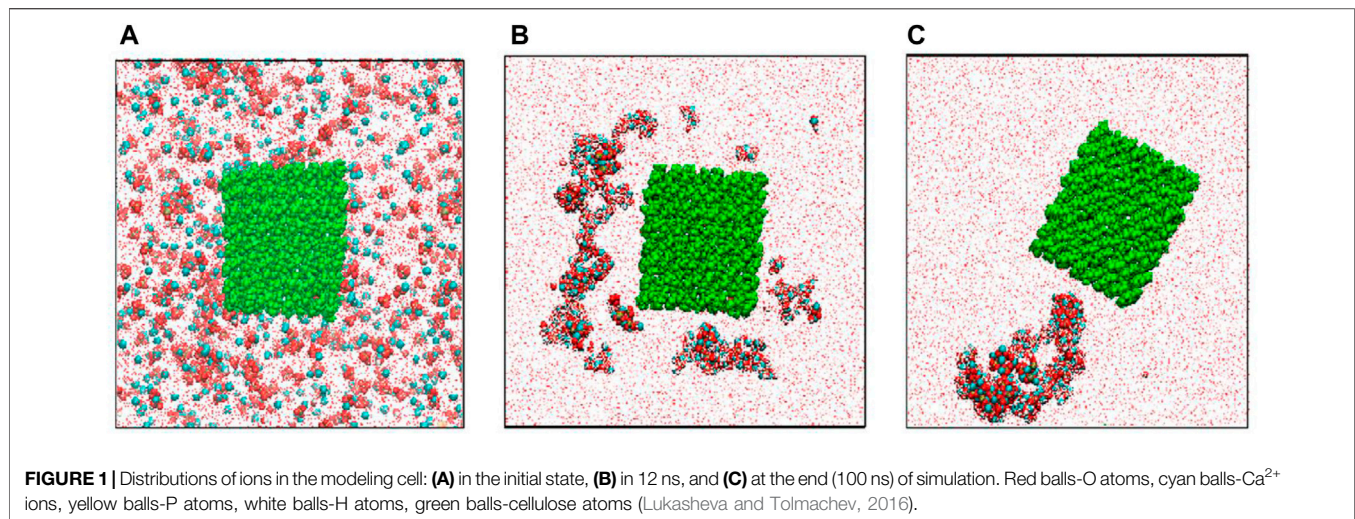 A B C
FIGURE 1 | Distributions of ions in the modeling cell: (A) in the initial state, (B) in 12 ns, and (C) at the end (100 ns) of simulation. Red balls-O atoms, cyan balls-Ca²⁺
ions, yellow balls-P atoms, white balls-H atoms, green balls-cellulose atoms (Lukasheva and Tolmachev, 2016).